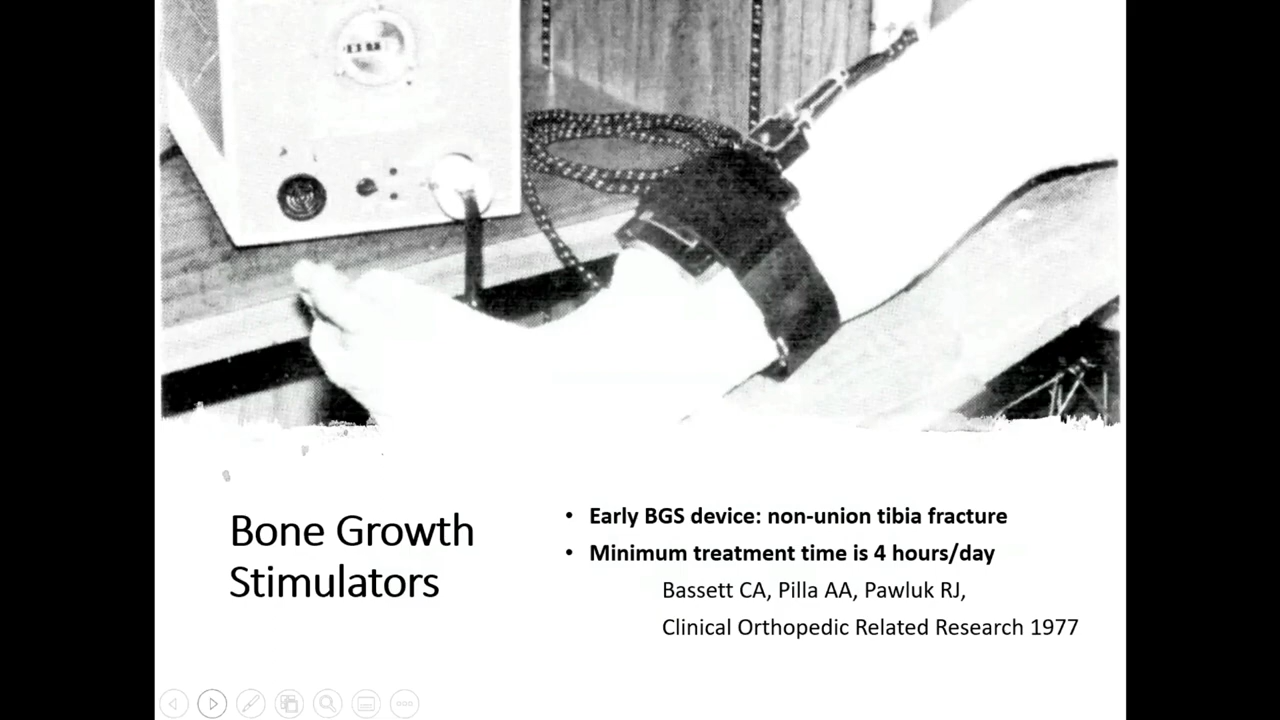 Bone Growth
Stimulators
• Early BGS device: non-union tibia fracture
• Minimum treatment time is 4 hours/day
Bassett CA, Pilla AA, Pawluk RJ,
Clinical Orthopedic Related Research 1977